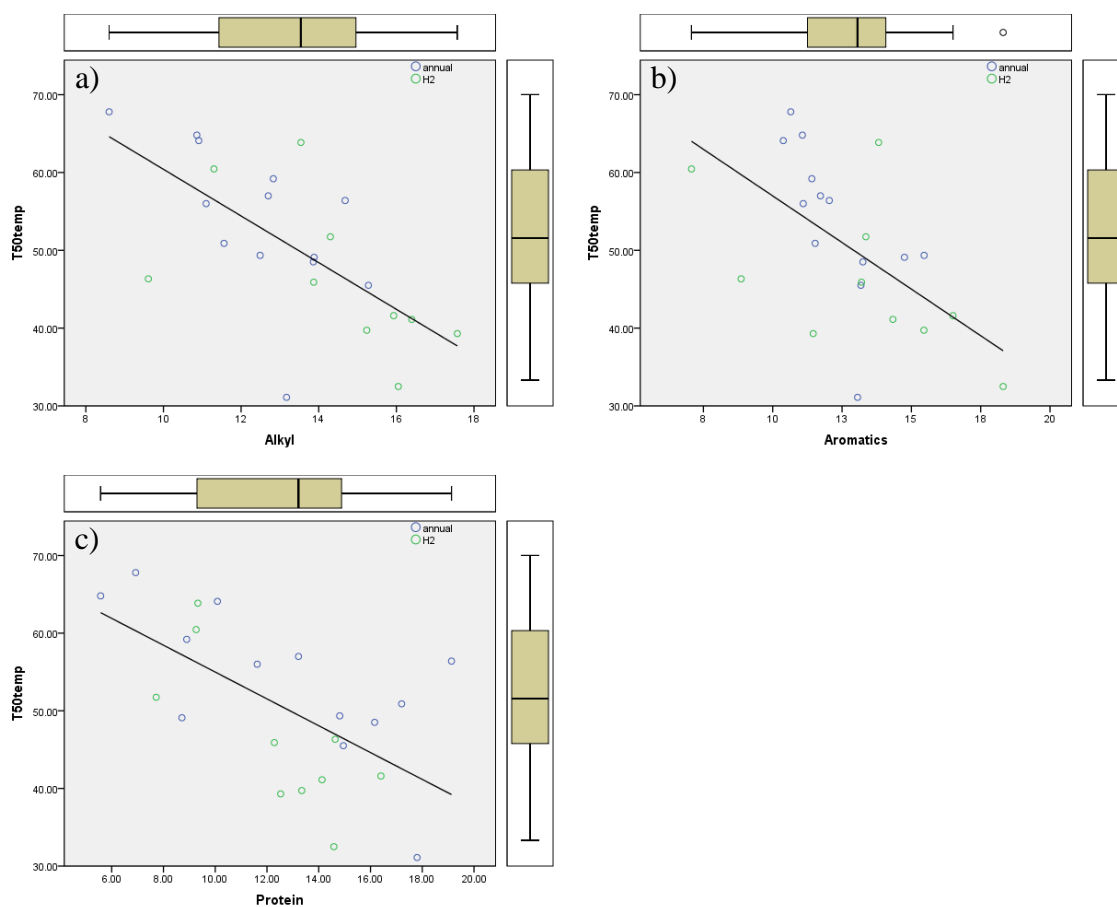 a)
annual
H2
70.00
60.00
50.00
40.00
30.00
T50temp
8 10 12 14 16 18
Alkyl
b)
annual
H2
70.00
60.00
50.00
40.00
30.00
T50temp
8 10 13 15 18 20
Aromatics
c)
annual
H2
70.00
60.00
50.00
40.00
30.00
T50temp
6.00 8.00 10.00 12.00 14.00 16.00 18.00 20.00
Protein